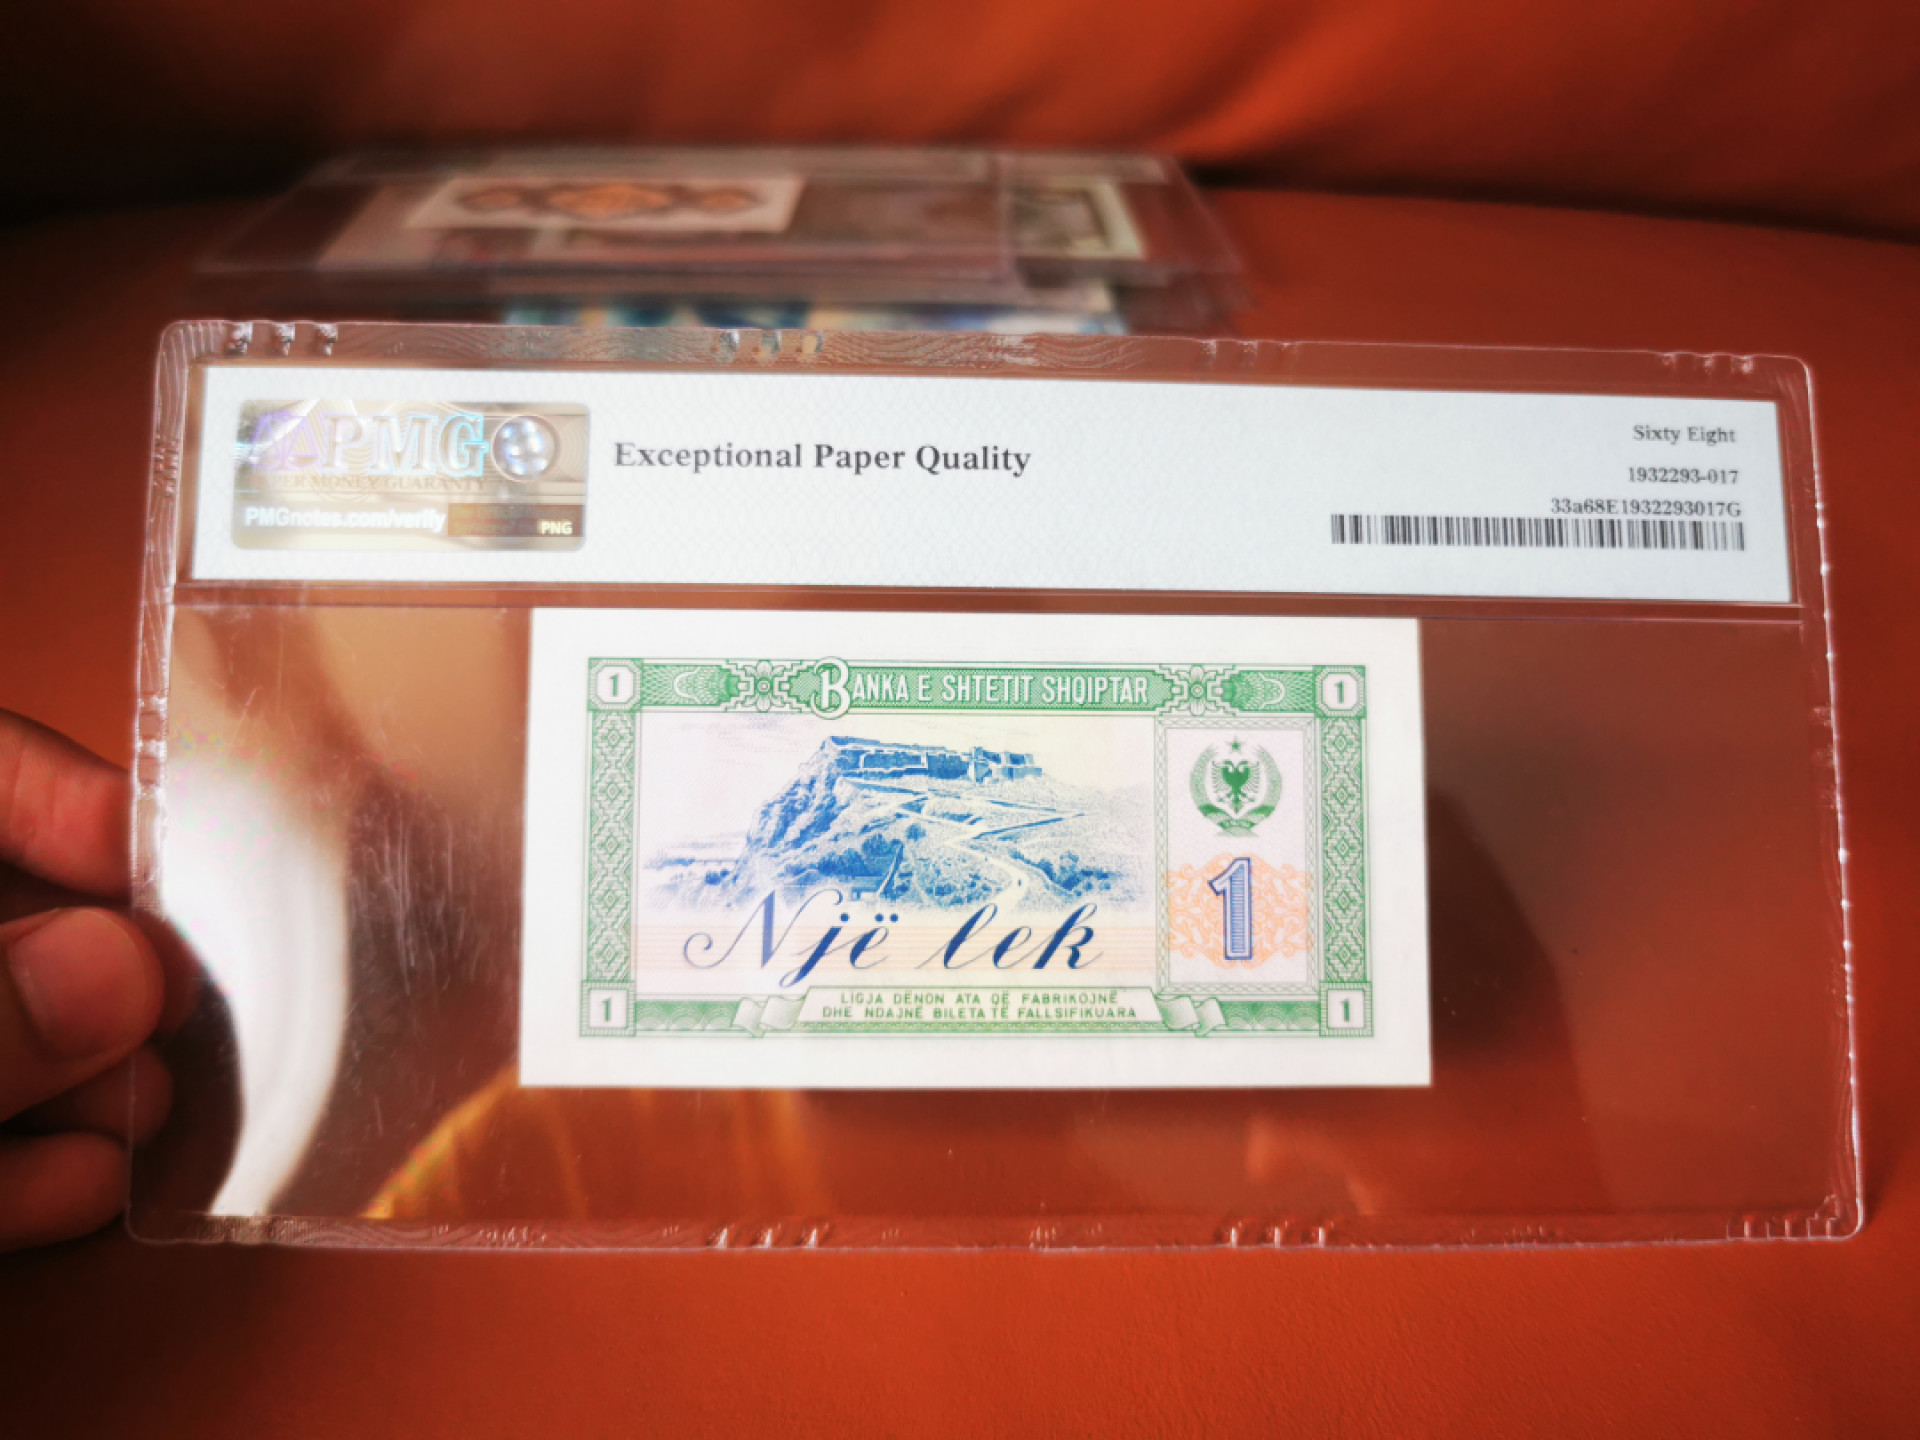 PMG
PAPER MONEY GUARANTY
PMGnotes.com/verify
PNG
Exceptional Paper Quality
Sixty Eight
1932293-017
33a68E1932293017G
1
BANKA E SHTETIT SHQIPTAR
1
1
Një lek
1
LIGJA DËNON ATA QË FABRIKOJNË
DHE NDAJNË BILETA TË FALLSIFIKUARA
1